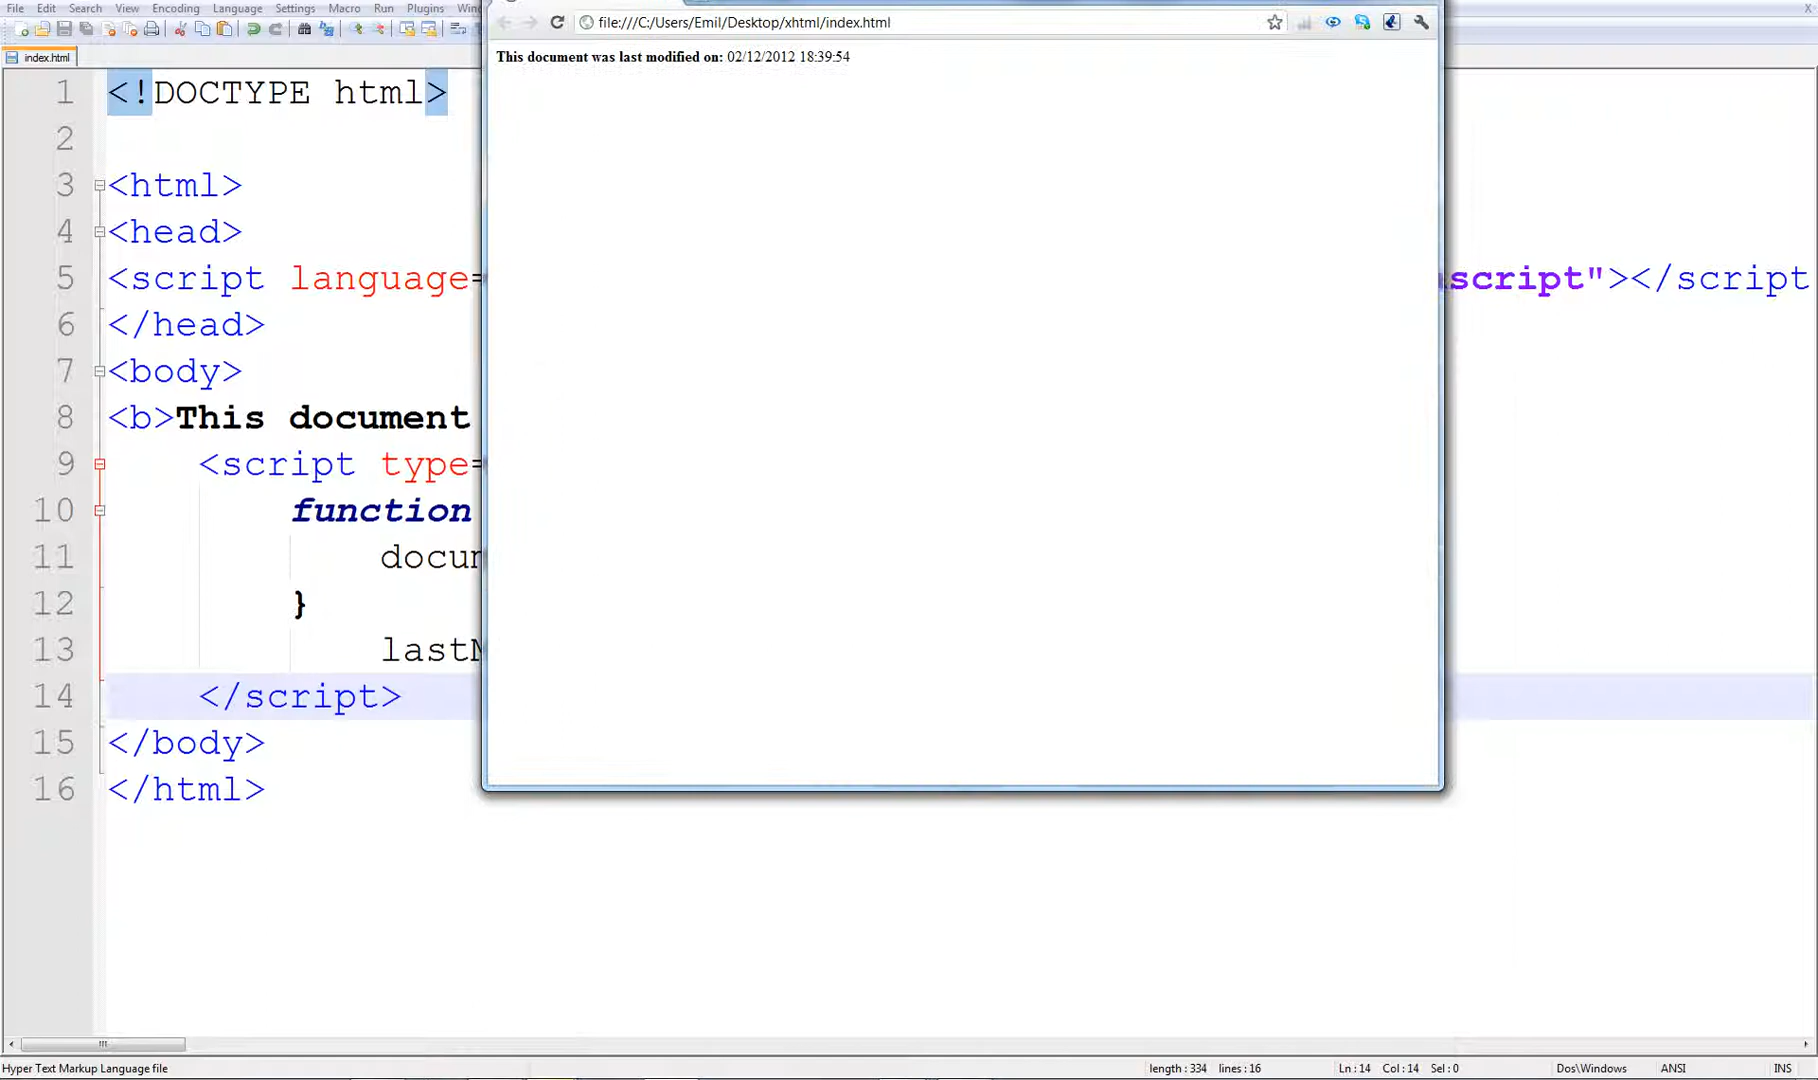 File Edit Search View Encoding Language Settings Macro Run Plugins
index.html
file:///C:/Users/Emil/Desktop/xhtml/index.html
This document was last modified on: 02/12/2012 18:39:54
1 <!DOCTYPE html>
2
3 <html>
4 <head>
5 <script language= script"></script
6 </head>
7 <body>
8 <b>This document
9 <script type=
10 function
11 docum
12 }
13 lastM
14 </script>
15 </body>
16 </html>
Hyper Text Markup Language file length : 334 lines : 16 Ln : 14 Col : 14 Sel : 0 Dos\Windows ANSI INS